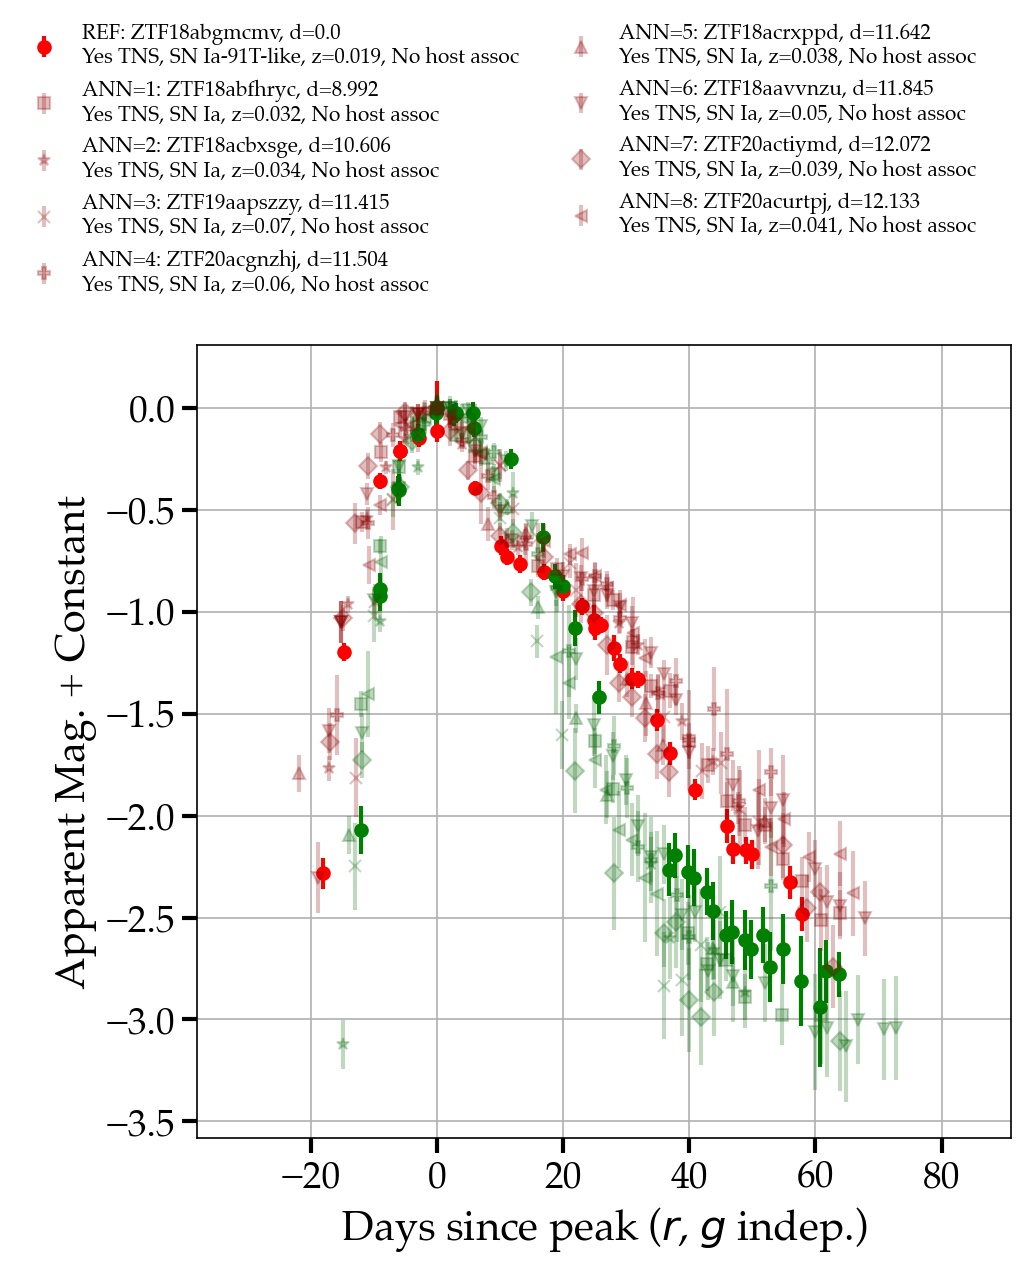 REF: ZTF18abgmcmv, d=0.0
Yes TNS, SN Ia-91T-like, z=0.019, No host assoc
ANN=1: ZTF18abfhryc, d=8.992
Yes TNS, SN Ia, z=0.032, No host assoc
ANN=2: ZTF18acbxsge, d=10.606
Yes TNS, SN Ia, z=0.034, No host assoc
ANN=3: ZTF19aapszzy, d=11.415
Yes TNS, SN Ia, z=0.07, No host assoc
ANN=4: ZTF20acgnzhj, d=11.504
Yes TNS, SN Ia, z=0.06, No host assoc
ANN=5: ZTF18acrxppd, d=11.642
Yes TNS, SN Ia, z=0.038, No host assoc
ANN=6: ZTF18aavvnzu, d=11.845
Yes TNS, SN Ia, z=0.05, No host assoc
ANN=7: ZTF20actiymd, d=12.072
Yes TNS, SN Ia, z=0.039, No host assoc
ANN=8: ZTF20acurtpj, d=12.133
Yes TNS, SN Ia, z=0.041, No host assoc
Apparent Mag. + Constant
0.0
−0.5
−1.0
−1.5
−2.0
−2.5
−3.0
−3.5
−20
0
20
40
60
80
Days since peak (r, g indep.)